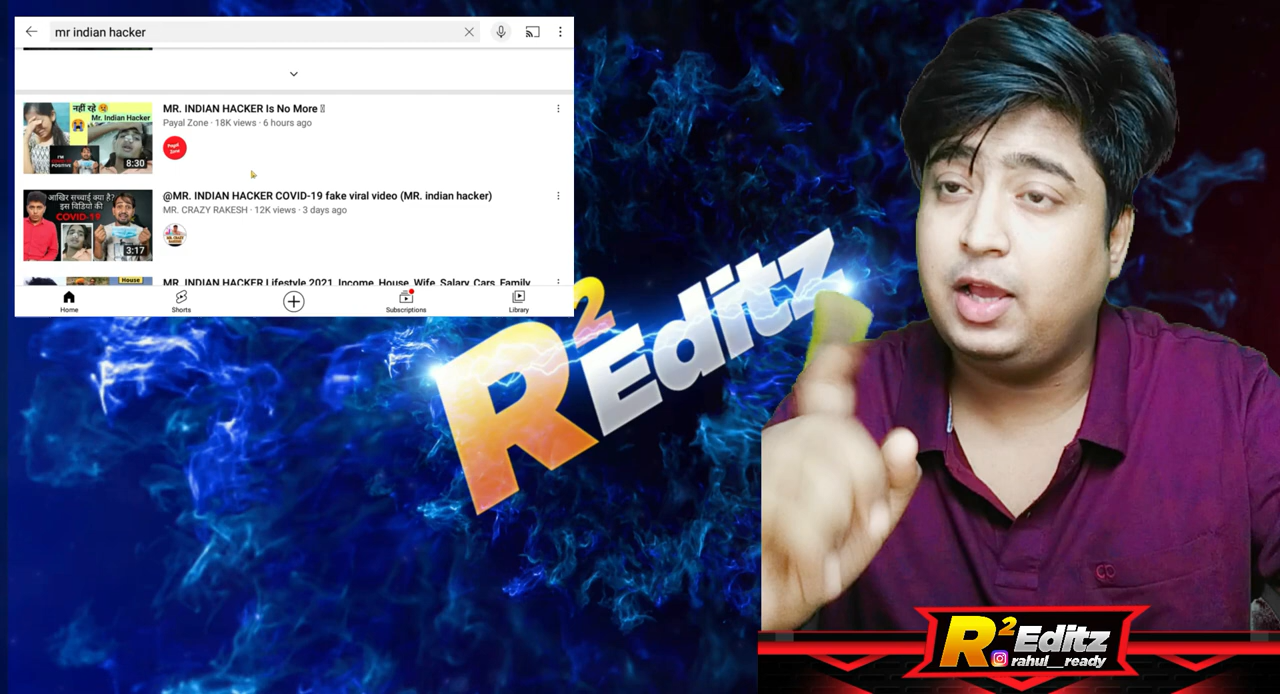 mr indian hacker
नहीं रहे
Mr. Indian Hacker
8:30
MR. INDIAN HACKER Is No More
Payal Zone · 18K views · 6 hours ago
Payal
Zone
आखिर सच्चाई क्या है?
इस विडियो की
COVID-19
3:17
@MR. INDIAN HACKER COVID-19 fake viral video (MR. indian hacker)
MR. CRAZY RAKESH · 12K views · 3 days ago
House
MR. INDIAN HACKER Lifestyle 2021, Income, House, Wife, Salary, Cars, Family
Home
Shorts
Subscriptions
Library
R2 Editz
R2 Editz
rahul__ready